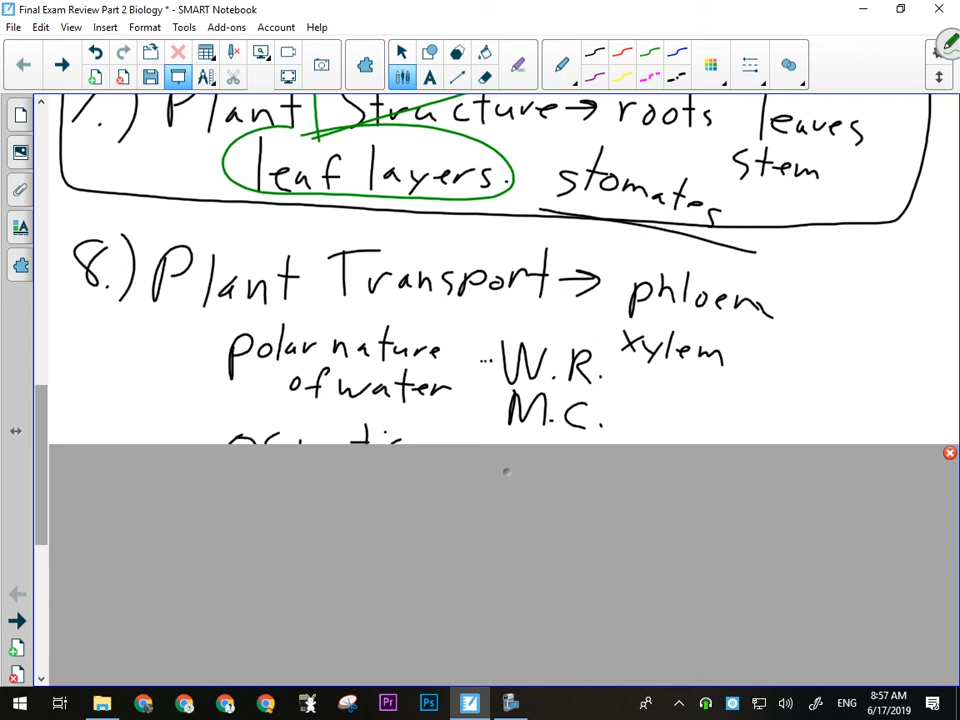 Final Exam Review Part 2 Biology * - SMART Notebook
File Edit View Insert Format Tools Add-ons Account Help
7.) Plant Structure → roots leaves
leaf layers. stomates stem
8.) Plant Transport → phloem
polar nature ... W.R. xylem
of water M.C.
ENG
8:57 AM
6/17/2019